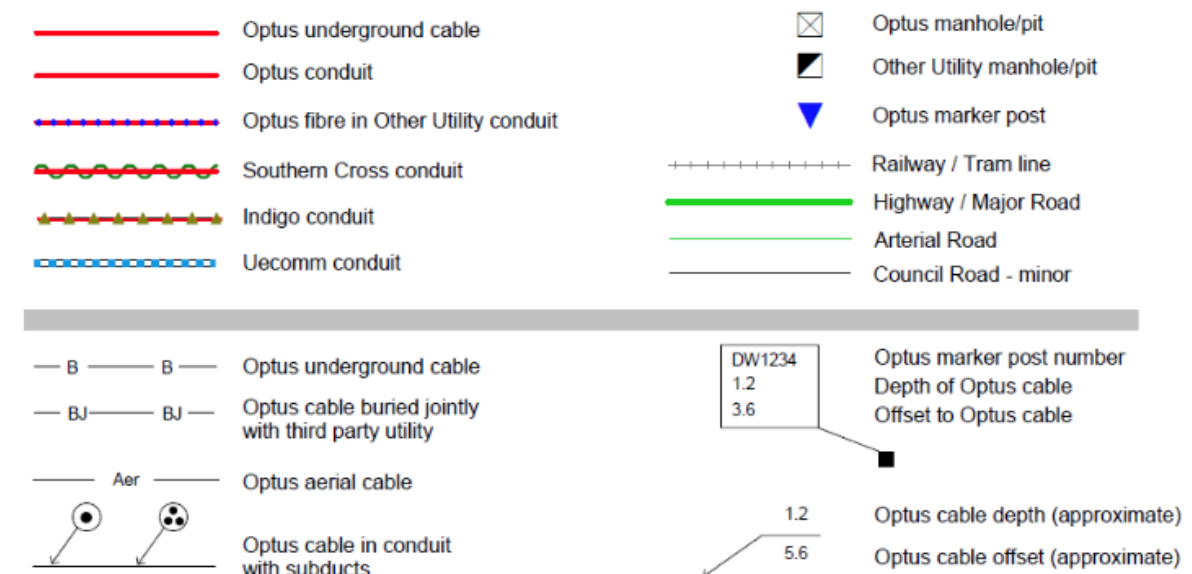 Optus underground cable
Optus conduit
Optus fibre in Other Utility conduit
Southern Cross conduit
Indigo conduit
Uecomm conduit
Optus manhole/pit
Other Utility manhole/pit
Optus marker post
Railway / Tram line
Highway / Major Road
Arterial Road
Council Road - minor
B B Optus underground cable
BJ BJ Optus cable buried jointly
with third party utility
Aer Optus aerial cable
Optus cable in conduit
with subducts
DW1234 Optus marker post number
1.2 Depth of Optus cable
3.6 Offset to Optus cable
1.2 Optus cable depth (approximate)
5.6 Optus cable offset (approximate)